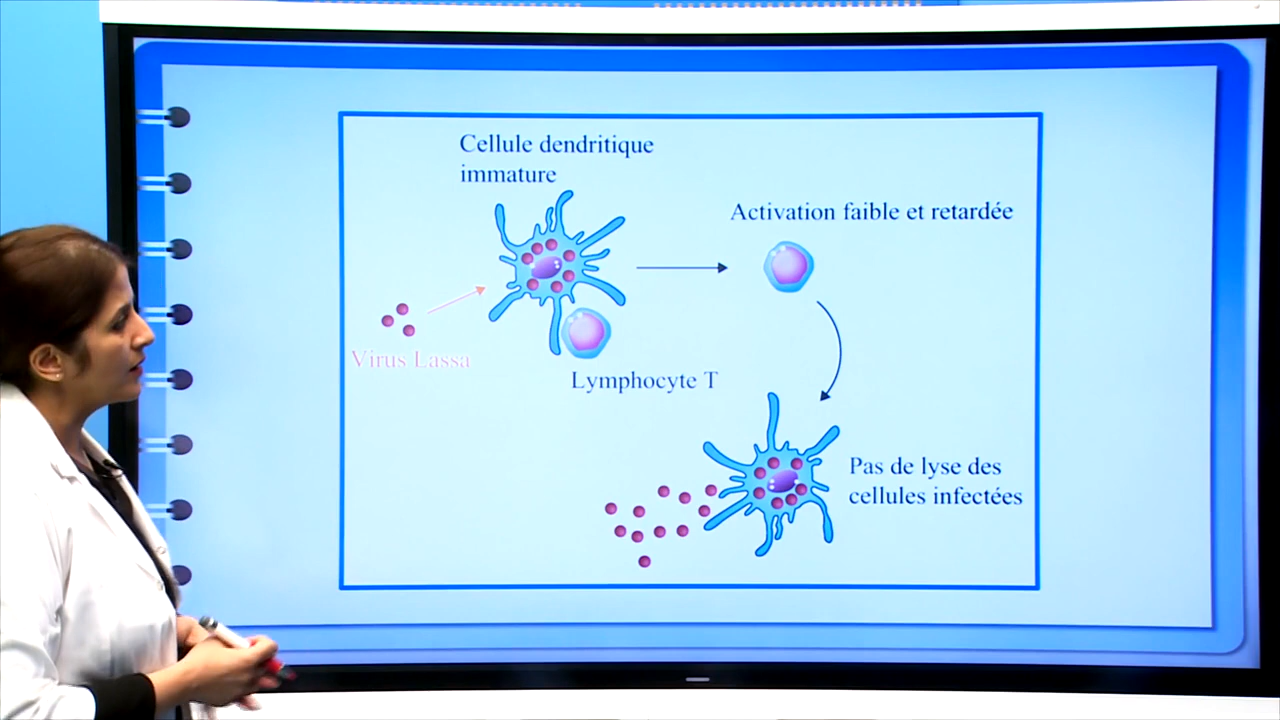 Cellule dendritique
immature
Activation faible et retardée
Virus Lassa
Lymphocyte T
Pas de lyse des
cellules infectées